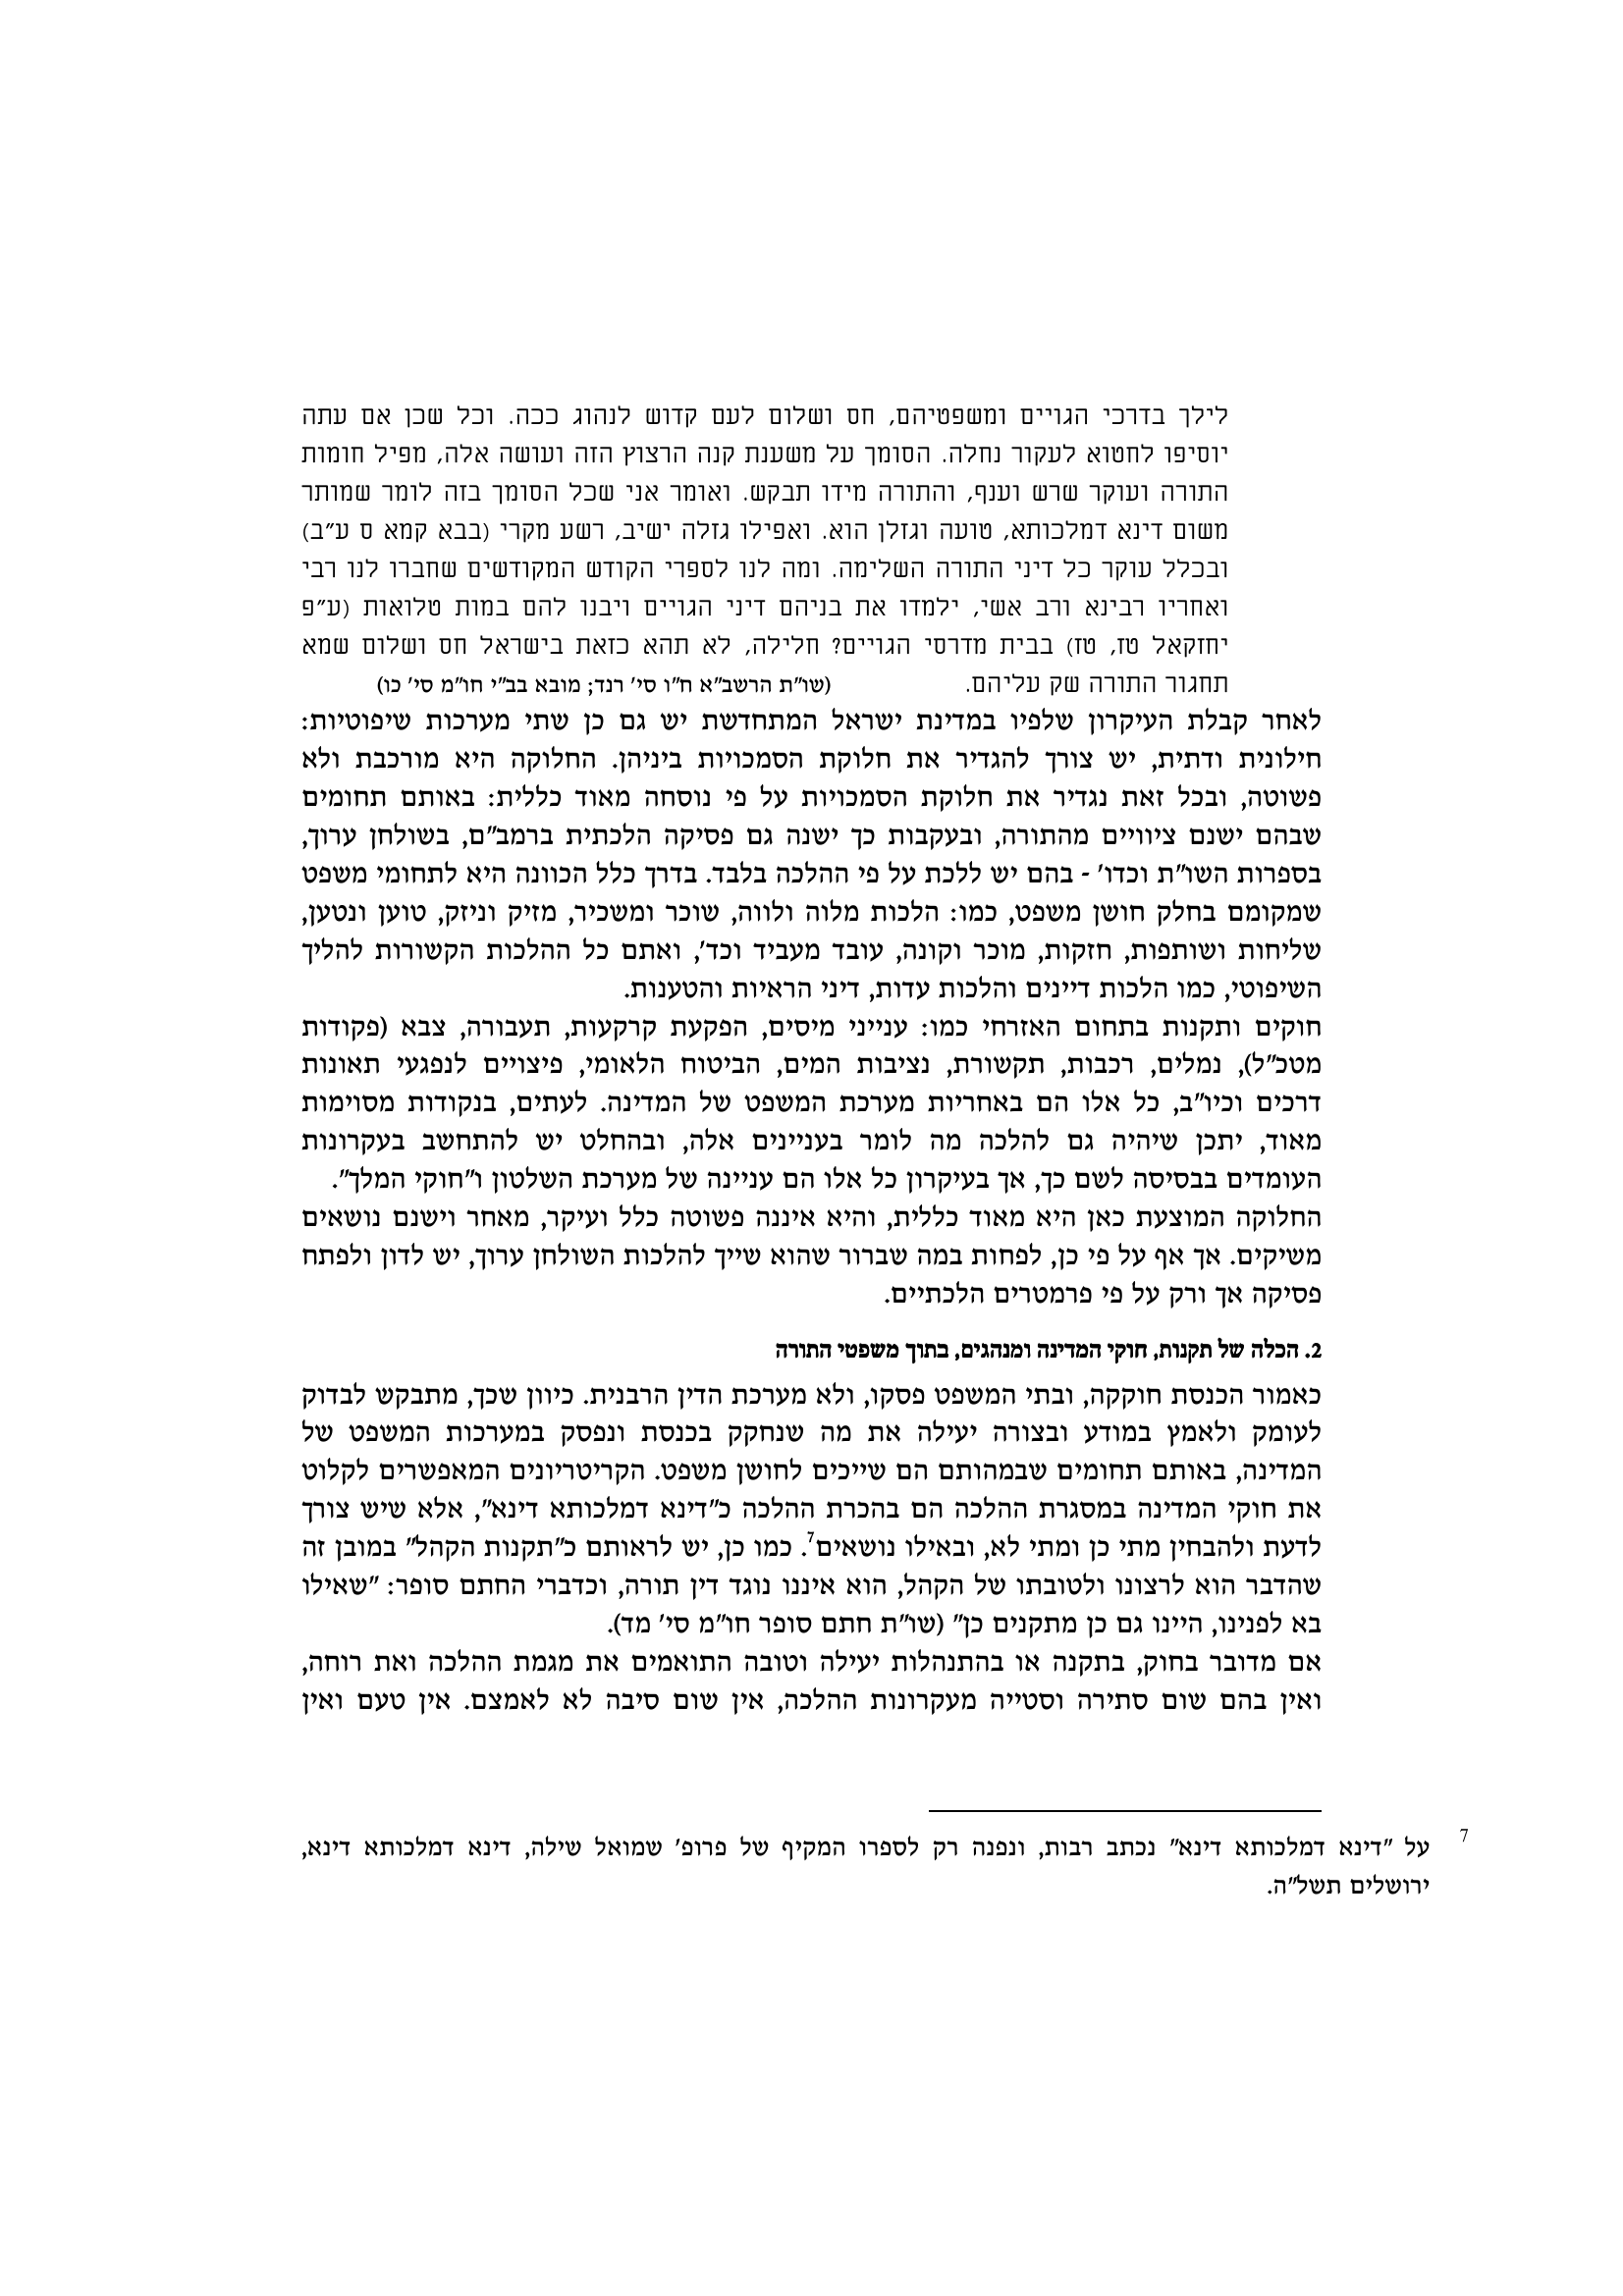 לילך בדרכי הגויים ומשפטיהם, חס ושלום לעם קדוש לנהוג ככה. וכל שכן אם עתה
יוסיפו לחטוא לעקור נחלה. הסומך על משענת קנה הרצוץ הזה ועושה אלה, מפיל חומות
התורה ועוקר שרש וענף, והתורה מידו תבקש. ואומר אני שכל הסומך בזה לומר שמותר
משום דינא דמלכותא, טועה וגזלן הוא. ואפילו גזלה ישיב, רשע מקרי (בבא קמא ס ע"ב)
ובכלל עוקר כל דיני התורה השלימה. ומה לנו לספרי הקודש המקודשים שחברו לנו רבי
ואחריו רבינא ורב אשי, ילמדו את בניהם דיני הגויים ויבנו להם במות טלואות (ע"פ
יחזקאל טז, טז) בבית מדרסי הגויים? חלילה, לא תהא כזאת בישראל חס ושלום שמא
תחגור התורה שק עליהם. (שו"ת הרשב"א ח"ו סי' רנד; מובא בב"י חו"מ סי' כו)
לאחר קבלת העיקרון שלפיו במדינת ישראל המתחדשת יש גם כן שתי מערכות שיפוטיות:
חילונית ודתית, יש צורך להגדיר את חלוקת הסמכויות ביניהן. החלוקה היא מורכבת ולא
פשוטה, ובכל זאת נגדיר את חלוקת הסמכויות על פי נוסחה מאוד כללית: באותם תחומים
שבהם ישנם ציוויים מהתורה, ובעקבות כך ישנה גם פסיקה הלכתית ברמב"ם, בשולחן ערוך,
בספרות השו"ת וכדו' - בהם יש ללכת על פי ההלכה בלבד. בדרך כלל הכוונה היא לתחומי משפט
שמקומם בחלק חושן משפט, כמו: הלכות מלוה ולווה, שוכר ומשכיר, מזיק וניזק, טוען ונטען,
שליחות ושותפות, חזקות, מוכר וקונה, עובד מעביד וכד', ואתם כל ההלכות הקשורות להליך
השיפוטי, כמו הלכות דיינים והלכות עדות, דיני הראיות והטענות.
חוקים ותקנות בתחום האזרחי כמו: ענייני מיסים, הפקעת קרקעות, תעבורה, צבא (פקודות
מטכ"ל), נמלים, רכבות, תקשורת, נציבות המים, הביטוח הלאומי, פיצויים לנפגעי תאונות
דרכים וכיו"ב, כל אלו הם באחריות מערכת המשפט של המדינה. לעתים, בנקודות מסוימות
מאוד, יתכן שיהיה גם להלכה מה לומר בעניינים אלה, ובהחלט יש להתחשב בעקרונות
העומדים בבסיסה לשם כך, אך בעיקרון כל אלו הם עניינה של מערכת השלטון ו"חוקי המלך".
החלוקה המוצעת כאן היא מאוד כללית, והיא איננה פשוטה כלל ועיקר, מאחר וישנם נושאים
משיקים. אך אף על פי כן, לפחות במה שברור שהוא שייך להלכות השולחן ערוך, יש לדון ולפתח
פסיקה אך ורק על פי פרמטרים הלכתיים.
2. הכלה של תקנות, חוקי המדינה ומנהגים, בתוך משפטי התורה
כאמור הכנסת חוקקה, ובתי המשפט פסקו, ולא מערכת הדין הרבנית. כיוון שכך, מתבקש לבדוק
לעומק ולאמץ במודע ובצורה יעילה את מה שנחקק בכנסת ונפסק במערכות המשפט של
המדינה, באותם תחומים שבמהותם הם שייכים לחושן משפט. הקריטריונים המאפשרים לקלוט
את חוקי המדינה במסגרת ההלכה הם בהכרת ההלכה כ"דינא דמלכותא דינא", אלא שיש צורך
לדעת ולהבחין מתי כן ומתי לא, ובאילו נושאים7. כמו כן, יש לראותם כ"תקנות הקהל" במובן זה
שהדבר הוא לרצונו ולטובתו של הקהל, הוא איננו נוגד דין תורה, וכדברי החתם סופר: "שאילו
בא לפנינו, היינו גם כן מתקנים כן" (שו"ת חתם סופר חו"מ סי' מד).
אם מדובר בחוק, בתקנה או בהתנהלות יעילה וטובה התואמים את מגמת ההלכה ואת רוחה,
ואין בהם שום סתירה וסטייה מעקרונות ההלכה, אין שום סיבה לא לאמצם. אין טעם ואין
7 על "דינא דמלכותא דינא" נכתב רבות, ונפנה רק לספרו המקיף של פרופ' שמואל שילה, דינא דמלכותא דינא,
ירושלים תשל"ה.